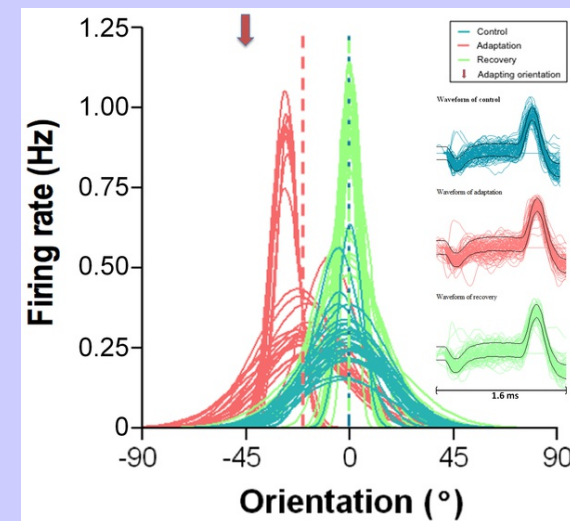 1.25
1.00
0.75
0.50
0.25
0
Firing rate (Hz)
-90
-45
0
45
90
Orientation (°)
Control
Adaptation
Recovery
Adapting orientation
Waveform of control
Waveform of adaptation
Waveform of recovery
1.6 ms